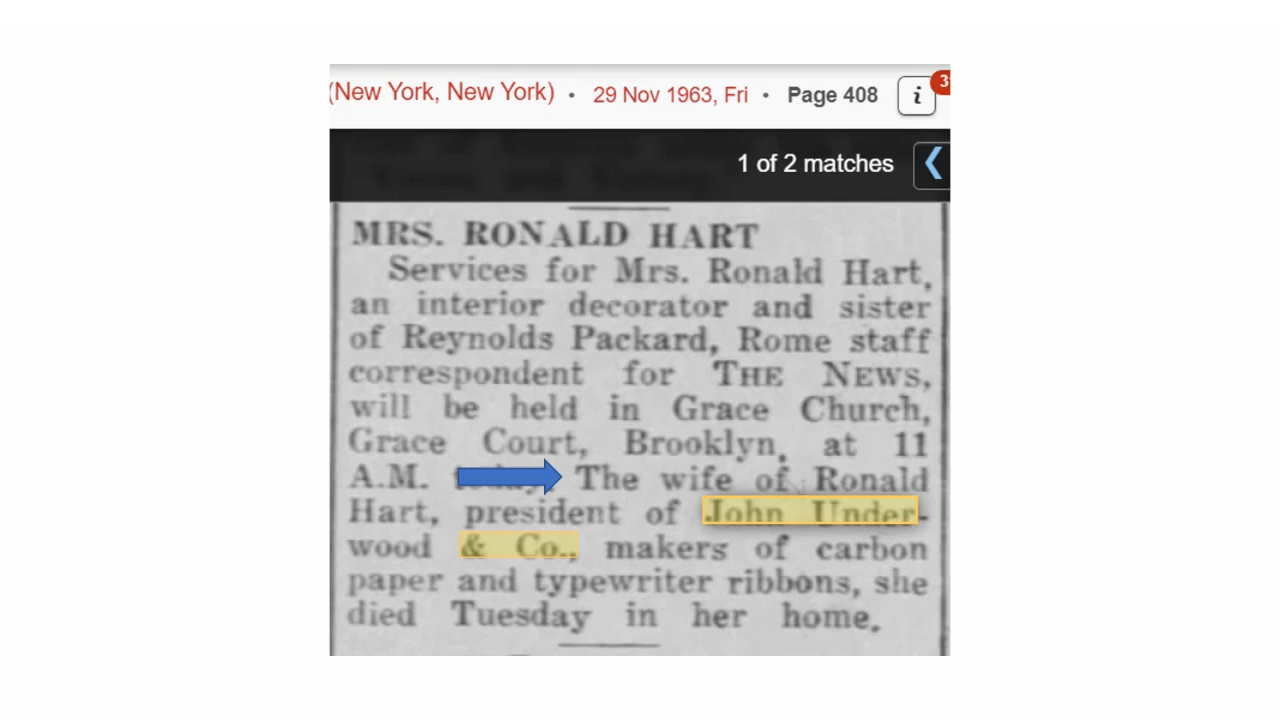 (New York, New York) • 29 Nov 1963, Fri • Page 408 i 3
1 of 2 matches
MRS. RONALD HART
Services for Mrs. Ronald Hart,
an interior decorator and sister
of Reynolds Packard, Rome staff
correspondent for THE NEWS,
will be held in Grace Church,
Grace Court, Brooklyn, at 11
A.M. today. The wife of Ronald
Hart, president of John Under-
wood & Co., makers of carbon
paper and typewriter ribbons, she
died Tuesday in her home.